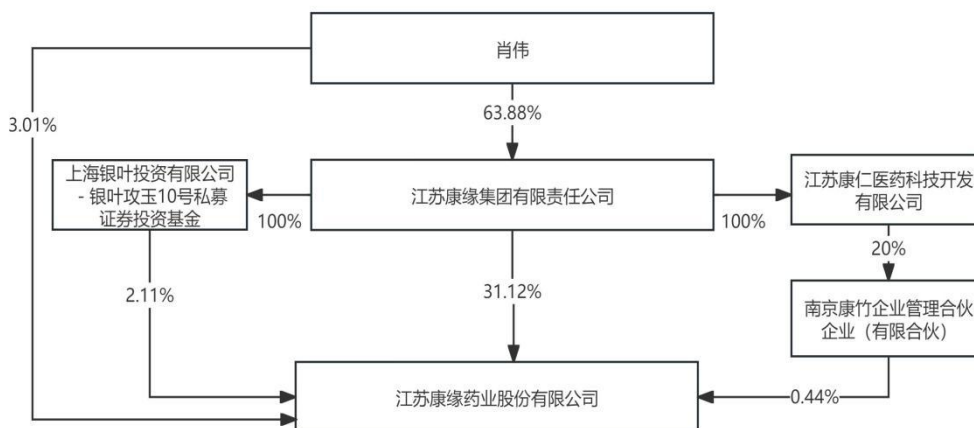 肖伟
3.01%
63.88%
上海银叶投资有限公司
- 银叶攻玉10号私募
证券投资基金
江苏康缘集团有限责任公司
江苏康仁医药科技开发
有限公司
100%
100%
20%
2.11%
31.12%
南京康竹企业管理合伙
企业（有限合伙）
江苏康缘药业股份有限公司
0.44%